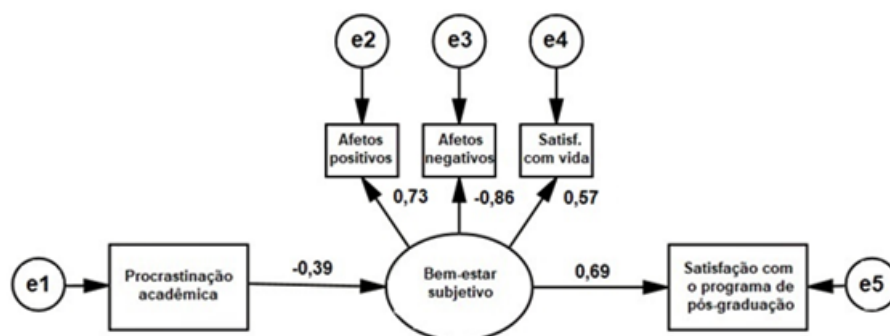 e2
e3
e4
Afetos
positivos
Afetos
negativos
Satisf.
com vida
0,73
-0,86
0,57
e1
Procrastinação
acadêmica
-0,39
Bem-estar
subjetivo
0,69
Satisfação com
o programa de
pós-graduação
e5